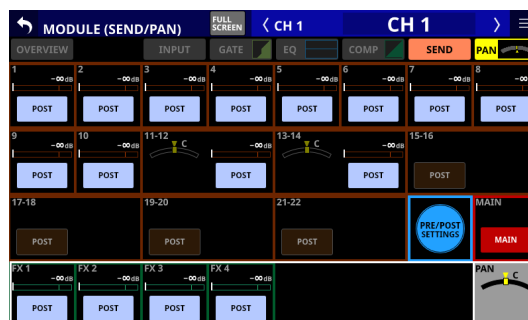 MODULE (SEND/PAN)
FULL SCREEN
CH 1
CH 1
OVERVIEW INPUT GATE EQ COMP SEND PAN
1 2 3 4 5 6 7 8
-∞dB -∞dB -∞dB -∞dB -∞dB -∞dB -∞dB -∞dB
POST POST POST POST POST POST POST POST
9 10 11-12 13-14 15-16
-∞dB -∞dB C -∞dB C -∞dB
POST POST POST POST POST
17-18 19-20 21-22 MAIN
PRE/POST
SETTINGS
POST POST POST MAIN
FX 1 FX 2 FX 3 FX 4 PAN
-∞dB -∞dB -∞dB -∞dB C
POST POST POST POST